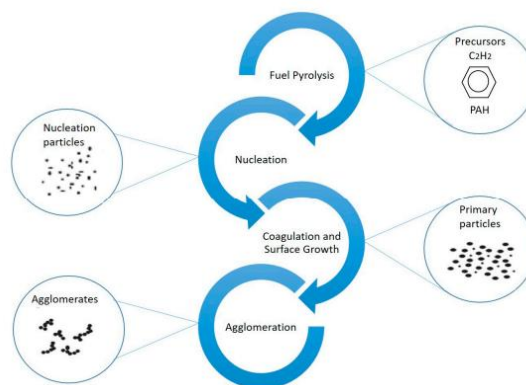 Precursors
C2H2
PAH
Fuel Pyrolysis
Nucleation
particles
Nucleation
Coagulation and
Surface Growth
Primary
particles
Agglomerates
Agglomeration